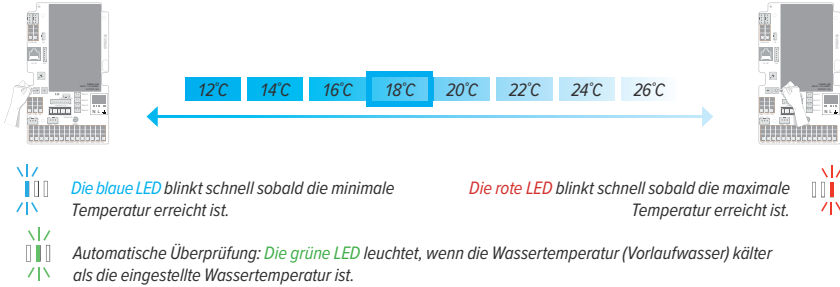 12°C 14°C 16°C 18°C 20°C 22°C 24°C 26°C
Die blaue LED blinkt schnell sobald die minimale
Temperatur erreicht ist.
Die rote LED blinkt schnell sobald die maximale
Temperatur erreicht ist.
Automatische Überprüfung: Die grüne LED leuchtet, wenn die Wassertemperatur (Vorlaufwasser) kälter
als die eingestellte Wassertemperatur ist.